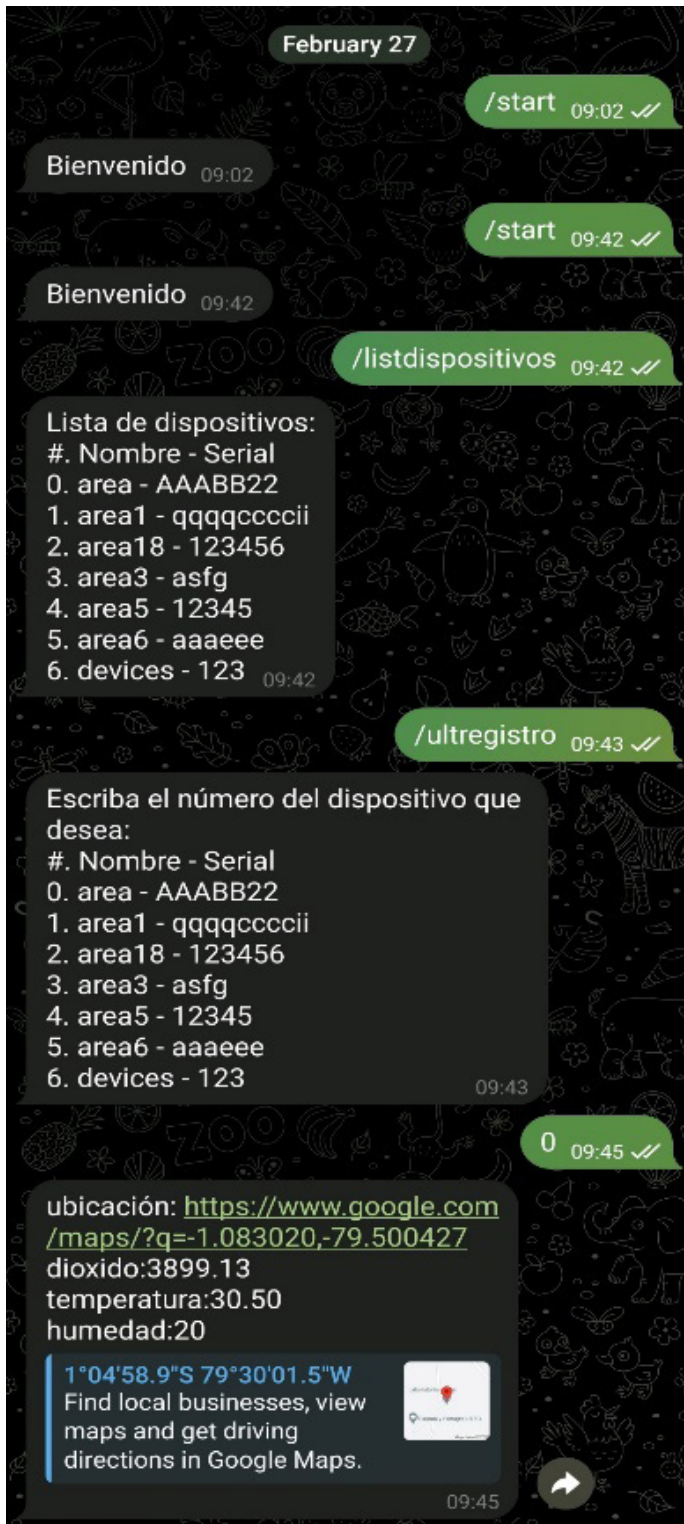 February 27
/start 09:02
Bienvenido 09:02
/start 09:42
Bienvenido 09:42
/listdispositivos 09:42
Lista de dispositivos:
#. Nombre - Serial
0. area - AAABB22
1. area1 - qqqqccccii
2. area18 - 123456
3. area3 - asfg
4. area5 - 12345
5. area6 - aaaeee
6. devices - 123 09:42
/ultregistro 09:43
Escriba el número del dispositivo que
desea:
#. Nombre - Serial
0. area - AAABB22
1. area1 - qqqqccccii
2. area18 - 123456
3. area3 - asfg
4. area5 - 12345
5. area6 - aaaeee
6. devices - 123 09:43
0 09:45
ubicación: https://www.google.com
/maps/?q=-1.083020,-79.500427
dioxido:3899.13
temperatura:30.50
humedad:20
1°04'58.9"S 79°30'01.5"W
Find local businesses, view
maps and get driving
directions in Google Maps.
09:45
ZOO
ZOO